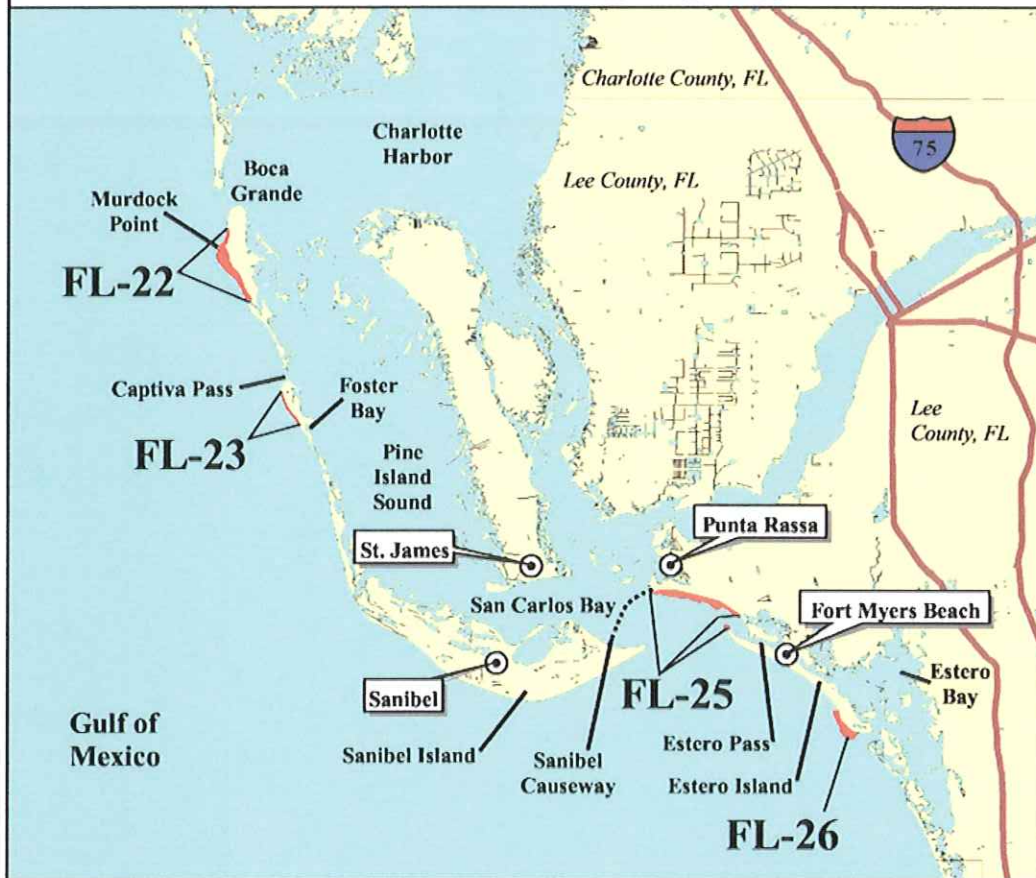 Charlotte County, FL
Charlotte
Harbor
75
Boca
Grande
Lee County, FL
Murdock
Point
FL-22
Captiva Pass
Foster
Bay
Lee
County, FL
FL-23
Pine
Island
Sound
Punta Rassa
St. James
San Carlos Bay
Fort Myers Beach
Estero
Bay
Sanibel
FL-25
Gulf of
Mexico
Sanibel Island
Sanibel
Causeway
Estero Pass
Estero Island
FL-26